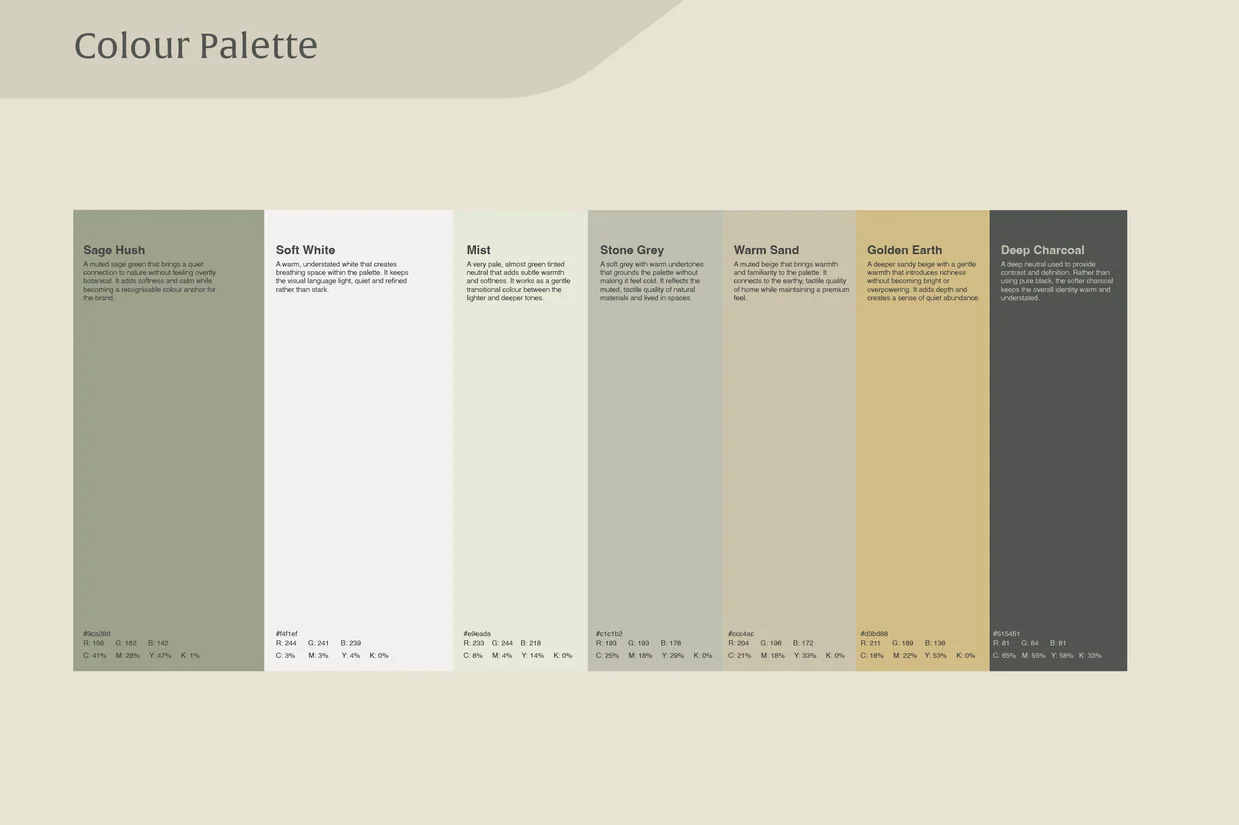 Colour Palette
Sage Hush
A muted sage green that brings a quiet
connection to nature without feeling overtly
botanical. It adds softness and calm while
becoming a recognisable colour anchor for
the brand.
#9ca28d
R: 156 G: 162 B: 142
C: 41% M: 28% Y: 47% K: 1%
Soft White
A warm, understated white that creates
breathing space within the palette. It keeps
the visual language light, quiet and refined
rather than stark.
#f4f1ef
R: 244 G: 241 B: 239
C: 3% M: 3% Y: 4% K: 0%
Mist
A very pale, almost green tinted
neutral that adds subtle warmth
and softness. It works as a gentle
transitional colour between the
lighter and deeper tones.
#e9eada
R: 233 G: 244 B: 218
C: 8% M: 4% Y: 14% K: 0%
Stone Grey
A soft grey with warm undertones
that grounds the palette without
making it feel cold. It reflects the
muted, tactile quality of natural
materials and lived in spaces.
#c1c1b2
R: 193 G: 193 B: 178
C: 25% M: 18% Y: 29% K: 0%
Warm Sand
A muted beige that brings warmth
and familiarity to the palette. It
connects to the earthy, tactile quality
of home while maintaining a premium
feel.
#ccc4ac
R: 204 G: 196 B: 172
C: 21% M: 18% Y: 33% K: 0%
Golden Earth
A deeper sandy beige with a gentle
warmth that introduces richness
without becoming bright or
overpowering. It adds depth and
creates a sense of quiet abundance.
#d3bd88
R: 211 G: 189 B: 136
C: 18% M: 22% Y: 53% K: 0%
Deep Charcoal
A deep neutral used to provide
contrast and definition. Rather than
using pure black, the softer charcoal
keeps the overall identity warm and
understated.
#515451
R: 81 G: 84 B: 81
C: 65% M: 55% Y: 58% K: 33%